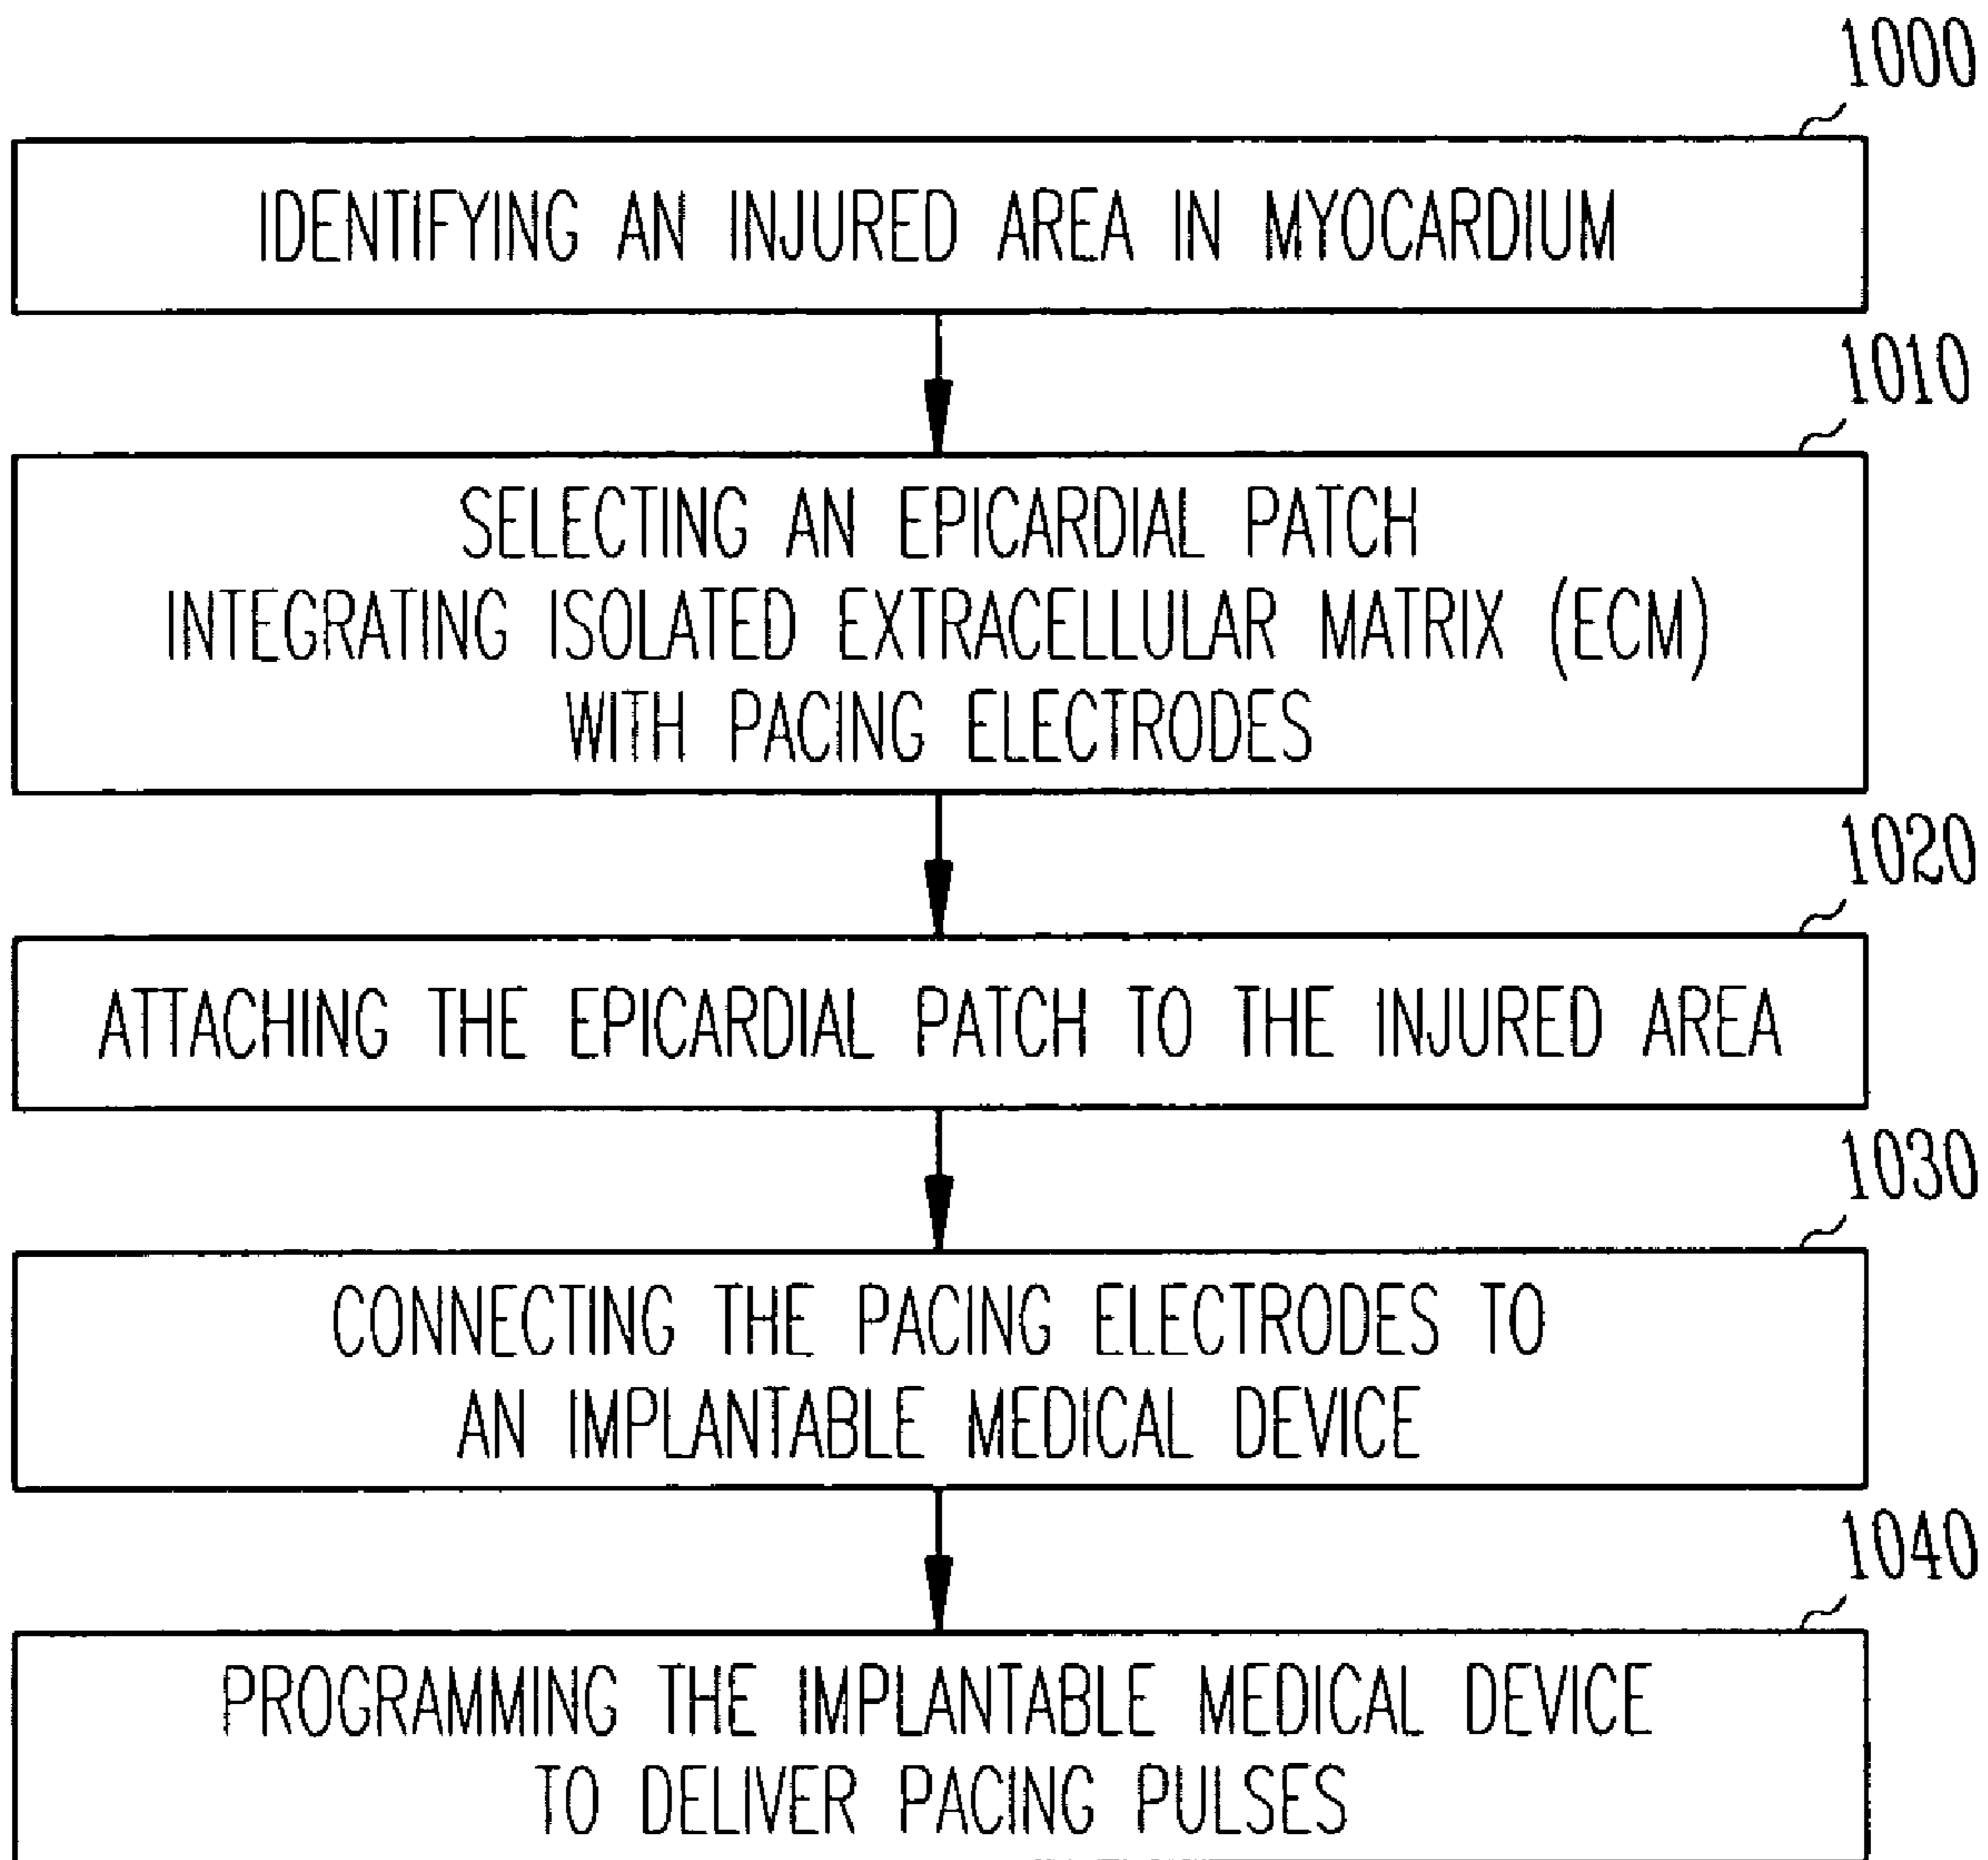 1000
IDENTIFYING AN INJURED AREA IN MYOCARDIUM
1010
SELECTING AN EPICARDIAL PATCH
INTEGRATING ISOLATED EXTRACELLULAR MATRIX (ECM)
WITH PACING ELECTRODES
1020
ATTACHING THE EPICARDIAL PATCH TO THE INJURED AREA
1030
CONNECTING THE PACING ELECTRODES TO
AN IMPLANTABLE MEDICAL DEVICE
1040
PROGRAMMING THE IMPLANTABLE MEDICAL DEVICE
TO DELIVER PACING PULSES